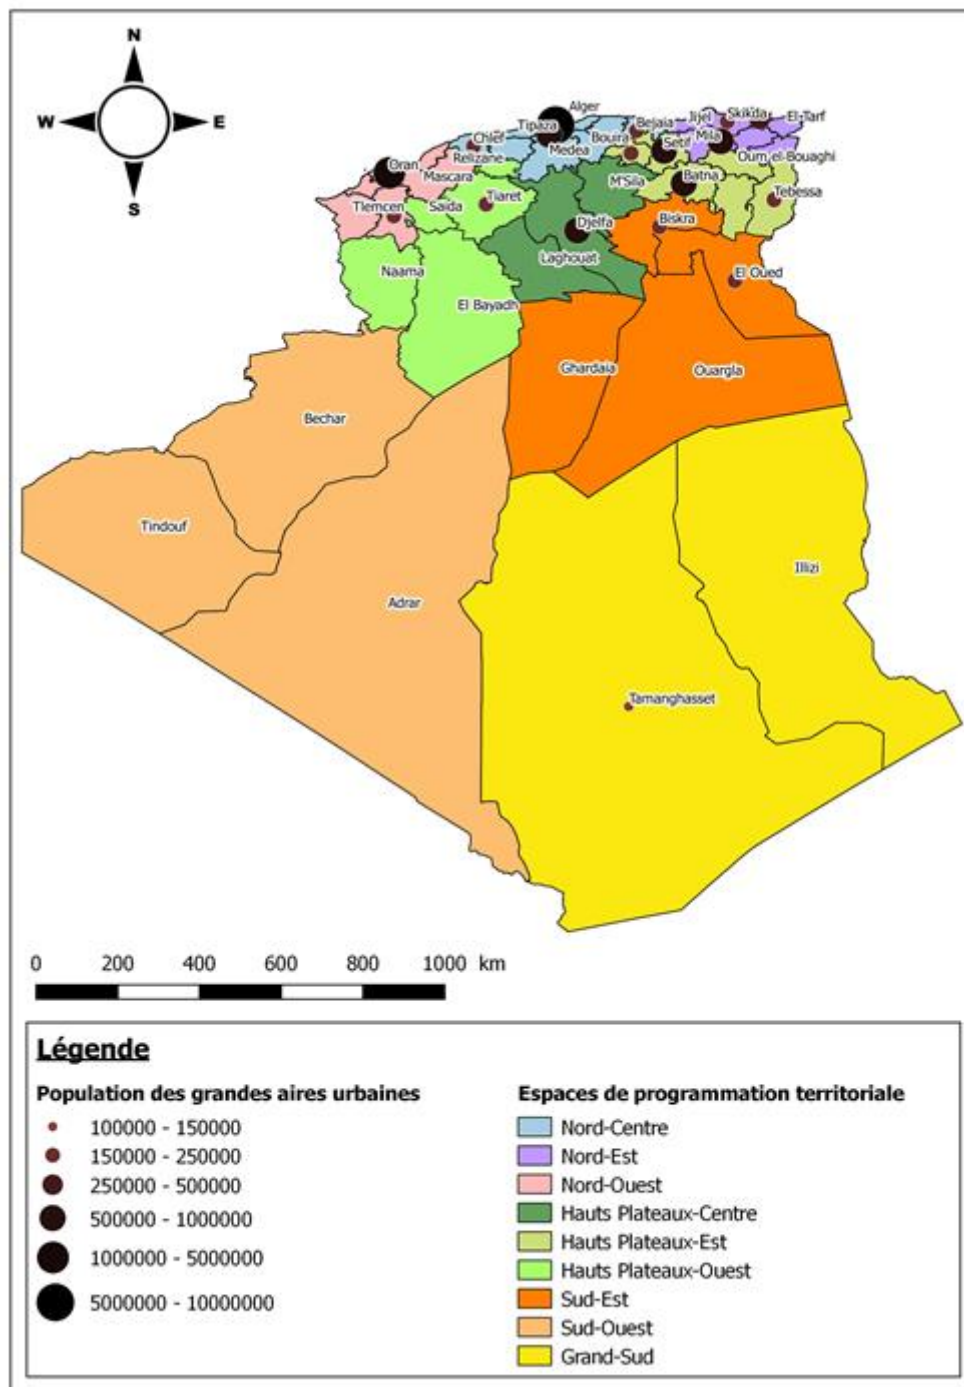 N
W
E
S
Alger
Tipaza
Chlef
Medea
Relizane
Bouira
Bejaia
Jijel
Skikda
El-Tarf
Mila
Setif
Oum el-Bouaghi
Oran
Mascara
M'Sila
Batna
Tebessa
Tiaret
Saida
Tlemcen
Biskra
Djelfa
Laghouat
El Oued
Naama
El Bayadh
Ghardaia
Ouargla
Bechar
Tindouf
Adrar
Illizi
Tamanghasset
0 200 400 600 800 1000 km
Légende
Population des grandes aires urbaines
100000 - 150000
150000 - 250000
250000 - 500000
500000 - 1000000
1000000 - 5000000
5000000 - 10000000
Espaces de programmation territoriale
Nord-Centre
Nord-Est
Nord-Ouest
Hauts Plateaux-Centre
Hauts Plateaux-Est
Hauts Plateaux-Ouest
Sud-Est
Sud-Ouest
Grand-Sud